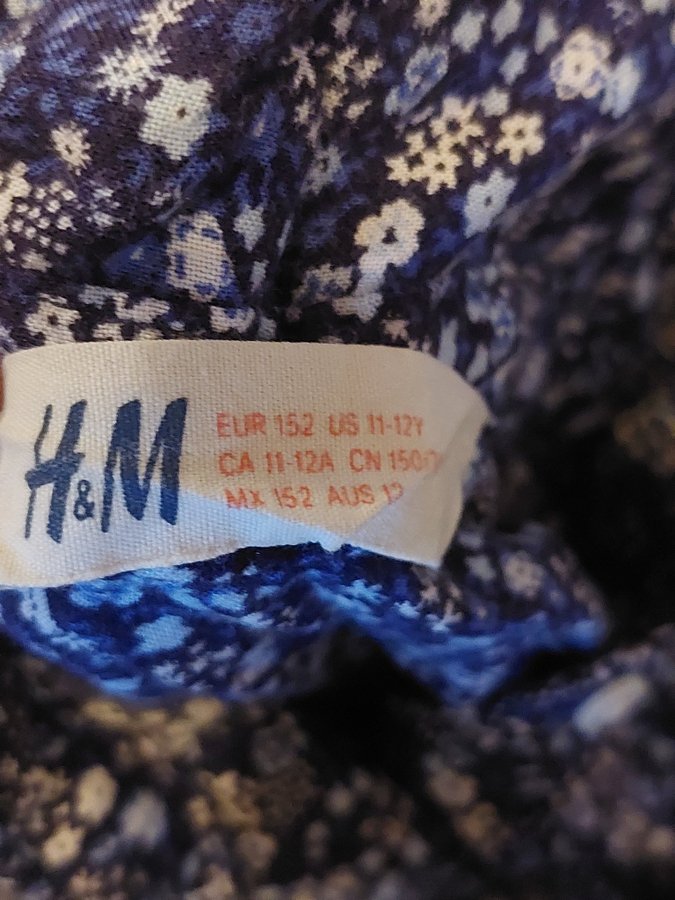 H&M
EUR 152 US 11-12Y
CA 11-12A CN 150/
MX 152 AUS 12